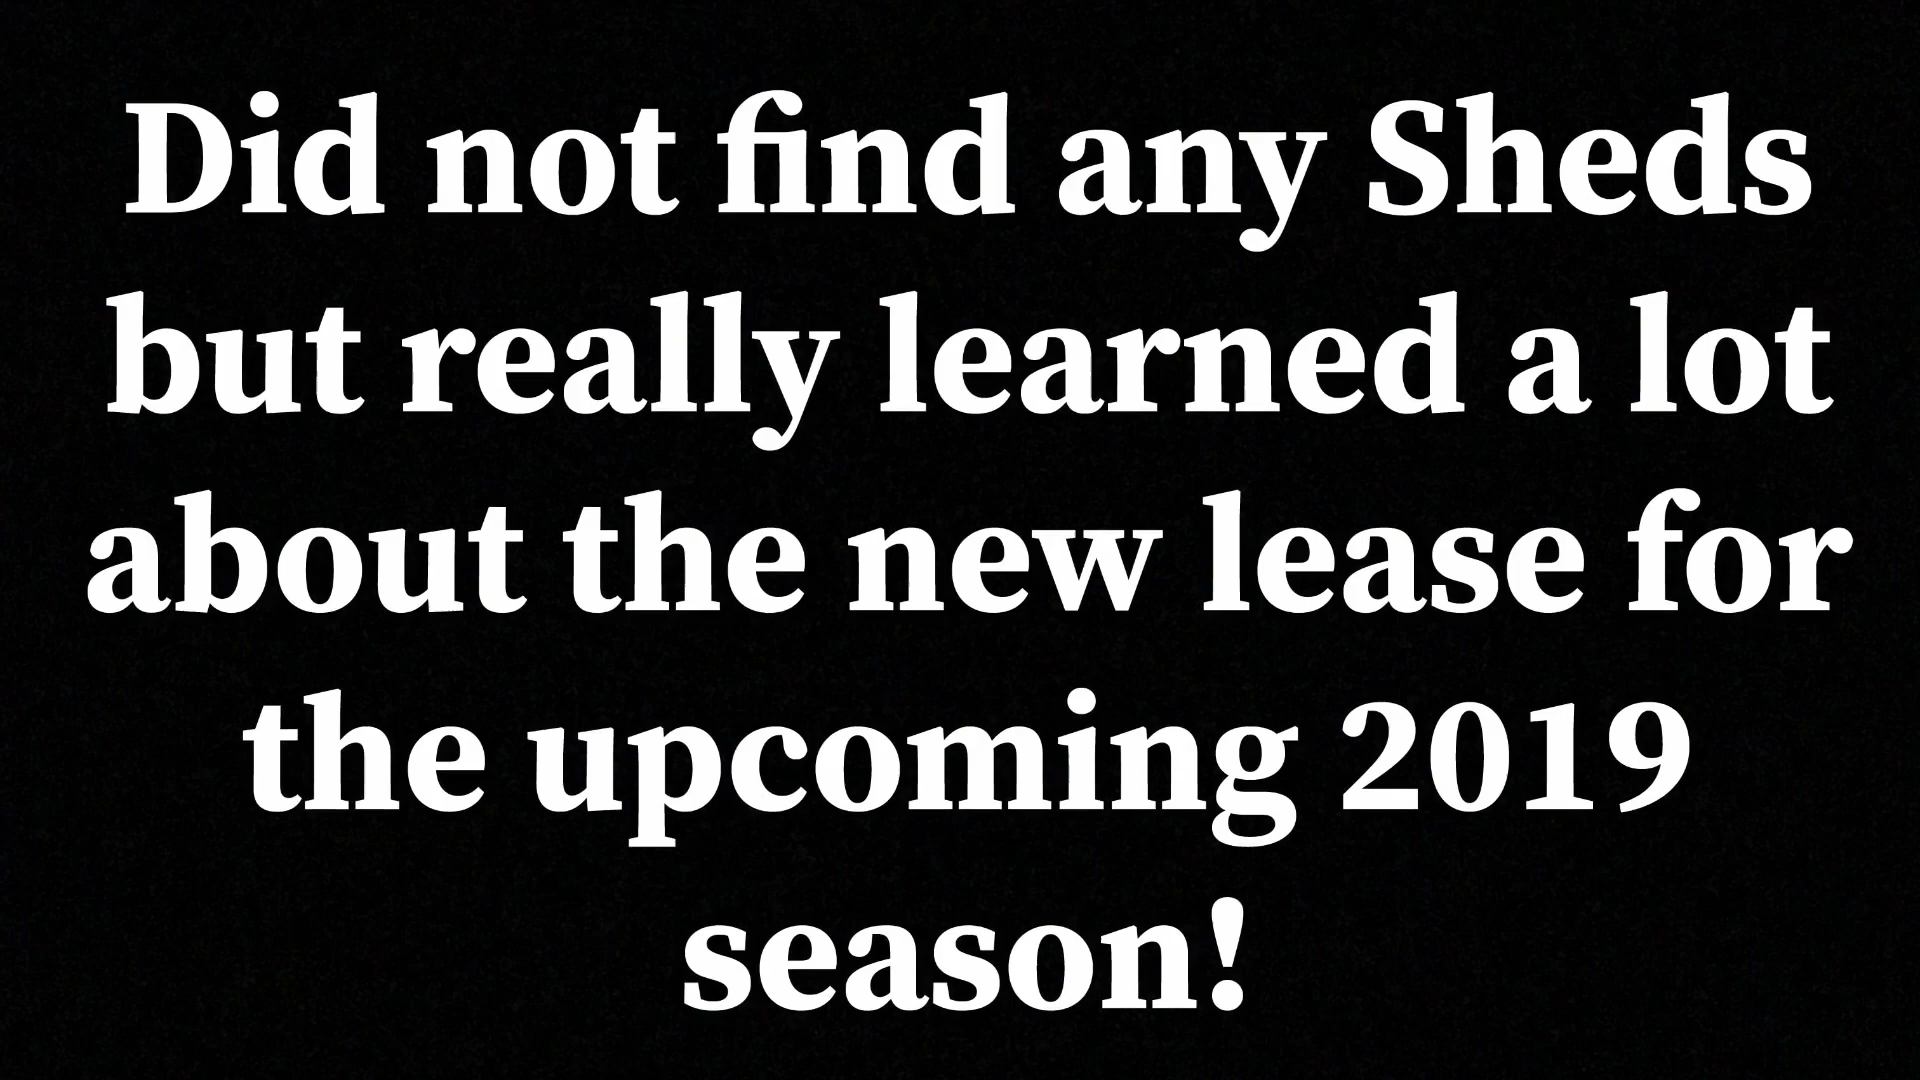 Did not find any Sheds
but really learned a lot
about the new lease for
the upcoming 2019
season!